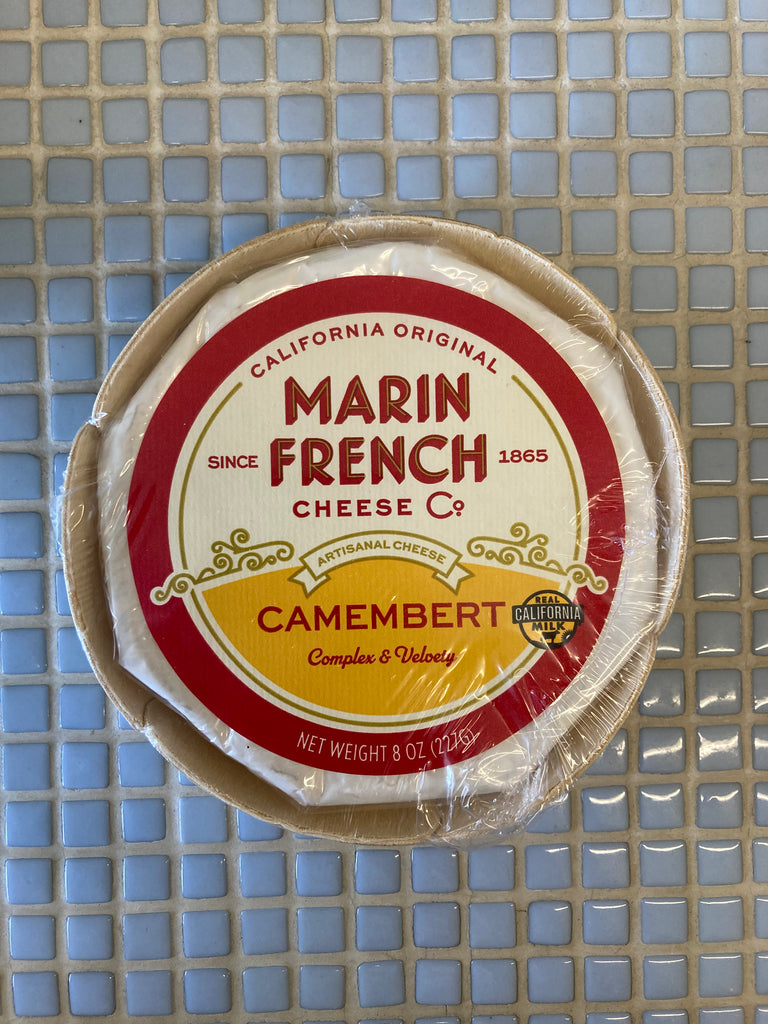 CALIFORNIA ORIGINAL
MARIN
SINCE FRENCH 1865
CHEESE Co
ARTISANAL CHEESE
CAMEMBERT
Complex & Velvety
REAL
CALIFORNIA
MILK
NET WEIGHT 8 OZ (227G)